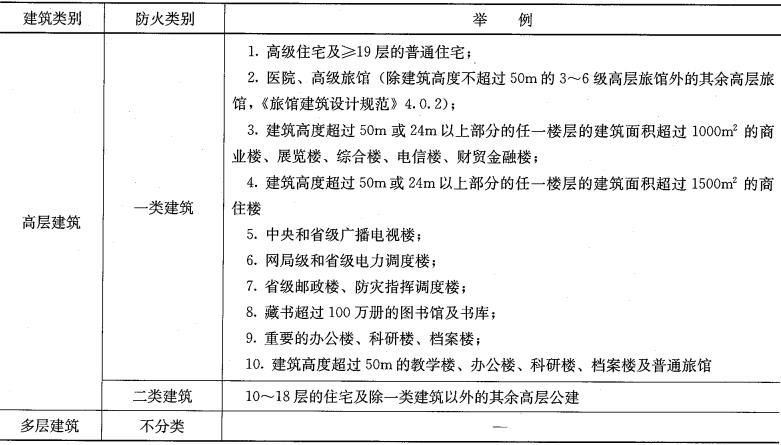 建筑类别 防火类别 举 例
高层建筑
一类建筑
1. 高级住宅及≥19 层的普通住宅；
2. 医院、高级旅馆（除建筑高度不超过 50m 的 3～6 级高层旅馆外的其余高层旅
馆，《旅馆建筑设计规范》4.0.2）；
3. 建筑高度超过 50m 或 24m 以上部分的任一楼层的建筑面积超过 1000m² 的商
业楼、展览楼、综合楼、电信楼、财贸金融楼；
4. 建筑高度超过 50m 或 24m 以上部分的任一楼层的建筑面积超过 1500m² 的商
住楼
5. 中央和省级广播电视楼；
6. 网局级和省级电力调度楼；
7. 省级邮政楼、防灾指挥调度楼；
8. 藏书超过 100 万册的图书馆及书库；
9. 重要的办公楼、科研楼、档案楼；
10. 建筑高度超过 50m 的教学楼、办公楼、科研楼、档案楼及普通旅馆
二类建筑 10～18 层的住宅及除一类建筑以外的其余高层公建
多层建筑 不分类 —